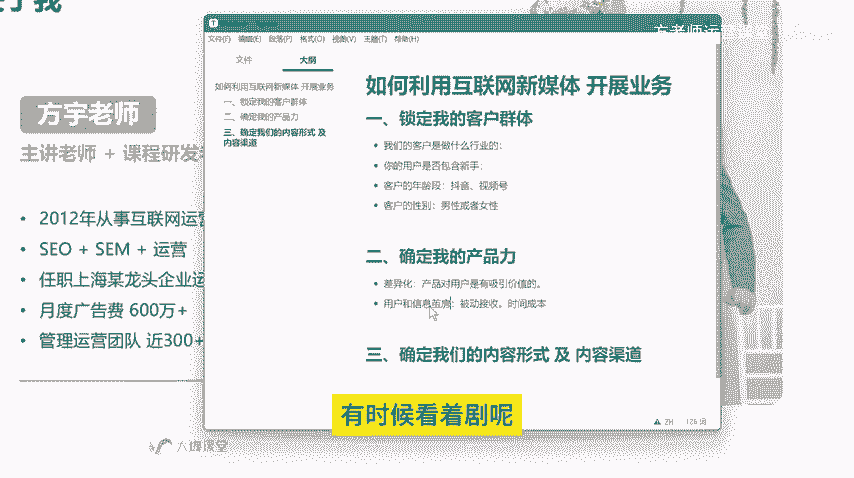 方宇老师
主讲老师 + 课程研发
2012年从事互联网运营
SEO + SEM + 运营
任职上海某龙头企业运
月度广告费 600万+
管理运营团队 近300+
文件(F) 编辑(E) 段落(P) 格式(O) 视图(V) 主题(T) 帮助(H)
文件 大纲
如何利用互联网新媒体 开展业务
一、锁定我的客户群体
二、确定我的产品力
三、确定我们的内容形式 及
内容渠道
如何利用互联网新媒体 开展业务
一、锁定我的客户群体
我们的客户是做什么行业的;
你的用户是否包含新手;
客户的年龄段：抖音、视频号
客户的性别：男性或者女性
二、确定我的产品力
差异化：产品对用户是有吸引价值的。
用户和信息茧房：被动接收。时间成本
三、确定我们的内容形式 及 内容渠道
ZH 126 词
有时候看着剧呢